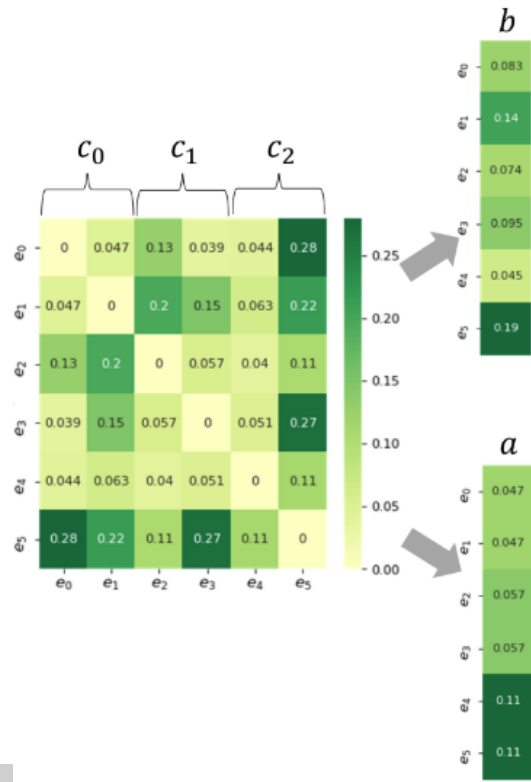 b
e₀ 0.083
e₁ 0.14
e₂ 0.074
e₃ 0.095
e₄ 0.045
e₅ 0.19
c₀ c₁ c₂
e₀ 0 0.047 0.13 0.039 0.044 0.28
e₁ 0.047 0 0.2 0.15 0.063 0.22
e₂ 0.13 0.2 0 0.057 0.04 0.11
e₃ 0.039 0.15 0.057 0 0.051 0.27
e₄ 0.044 0.063 0.04 0.051 0 0.11
e₅ 0.28 0.22 0.11 0.27 0.11 0
e₀ e₁ e₂ e₃ e₄ e₅
0.25
0.20
0.15
0.10
0.05
0.00
a
e₀ 0.047
e₁ 0.047
e₂ 0.057
e₃ 0.057
e₄ 0.11
e₅ 0.11